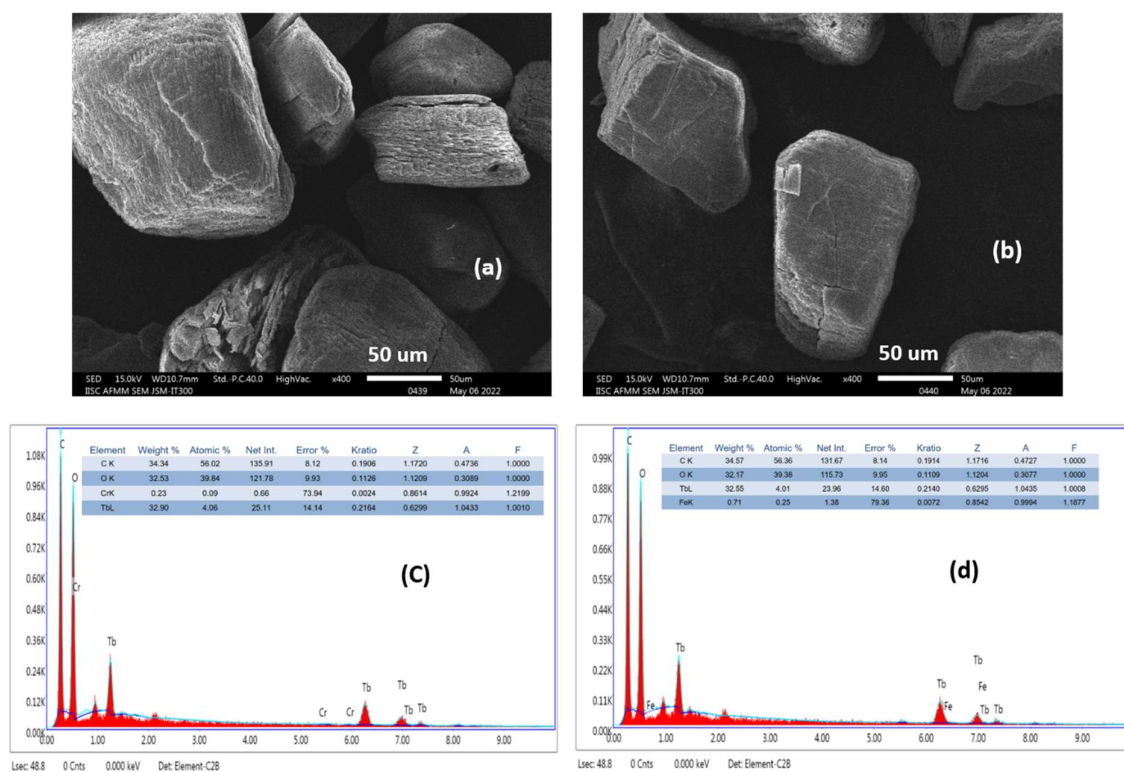 (a)
50 um
SED 15.0kV WD10.7mm Std.-P.C.40.0 HighVac. x400 50um
IISC AFMM SEM JSM-IT300 0439 May 06 2022
(b)
50 um
SED 15.0kV WD10.7mm Std.-P.C.40.0 HighVac. x400 50um
IISC AFMM SEM JSM-IT300 0440 May 06 2022
Element Weight % Atomic % Net Int. Error % Kratio Z A F
C K 34.34 56.02 135.91 8.12 0.1906 1.1720 0.4736 1.0000
O K 32.53 39.84 121.78 9.93 0.1126 1.1209 0.3089 1.0000
CrK 0.23 0.09 0.66 73.94 0.0024 0.8614 0.9924 1.2199
TbL 32.90 4.06 25.11 14.14 0.2164 0.6299 1.0433 1.0010
(C)
1.08K
0.96K
0.84K
0.72K
0.60K
0.48K
0.36K
0.24K
0.12K
0.00K
C
O
Cr
Tb
Cr
Cr
Tb
Tb
Tb
Tb
0.00 1.00 2.00 3.00 4.00 5.00 6.00 7.00 8.00 9.00
Lsec: 48.8 0 Cnts 0.000 keV Det: Element-C2B
Element Weight % Atomic % Net Int. Error % Kratio Z A F
C K 34.57 56.36 131.67 8.14 0.1914 1.1716 0.4727 1.0000
O K 32.17 39.38 115.73 9.95 0.1109 1.1204 0.3077 1.0000
TbL 32.55 4.01 23.96 14.60 0.2140 0.6295 1.0435 1.0008
FeK 0.71 0.25 1.38 79.36 0.0072 0.8542 0.9994 1.1877
(d)
0.99K
0.88K
0.77K
0.66K
0.55K
0.44K
0.33K
0.22K
0.11K
0.00K
C
O
Fe
Tb
Tb
Fe
Tb
Fe
Tb
Tb
0.00 1.00 2.00 3.00 4.00 5.00 6.00 7.00 8.00 9.00
Lsec: 48.8 0 Cnts 0.000 keV Det: Element-C2B